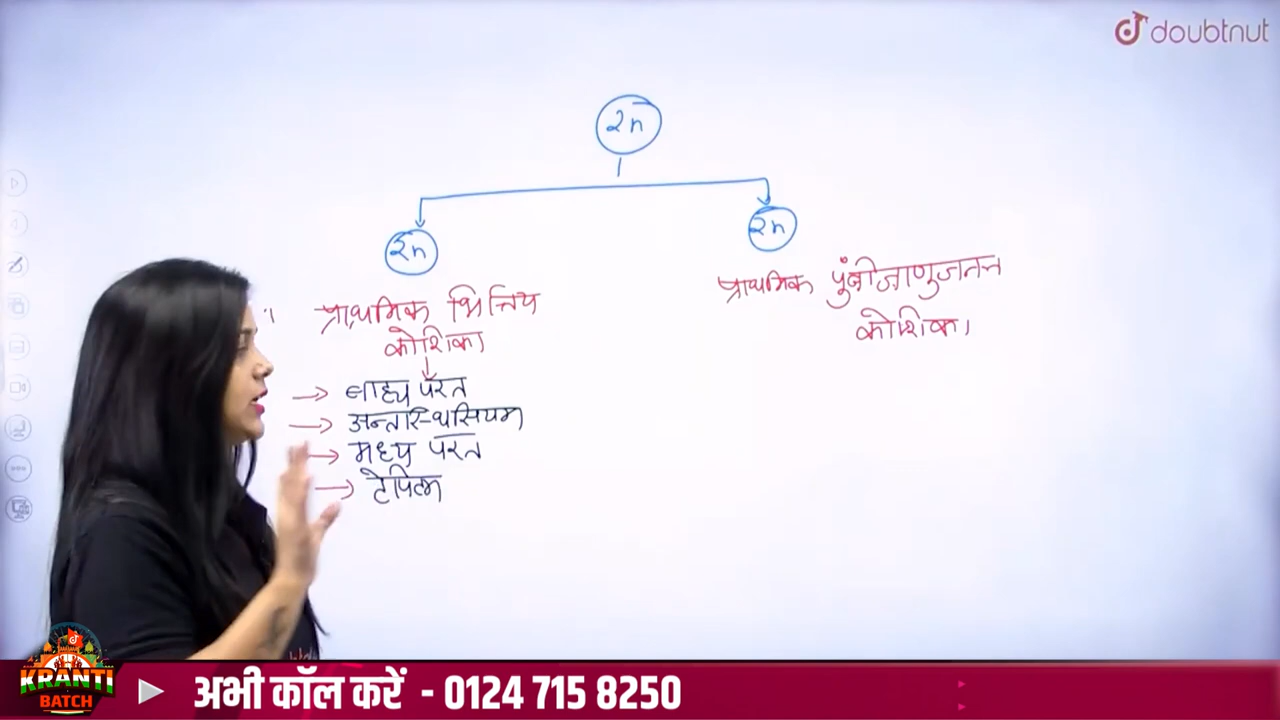 doubtnut
2n
2n
2n
प्राथमिक भित्तिय
कोशिका
प्राथमिक पुंबीजाणुजनन
कोशिका
→ बाह्य परत
→ अन्तास्थिसियम
→ मध्य परत
→ टेपिटम
KRANTI
BATCH
अभी कॉल करें - 0124 715 8250